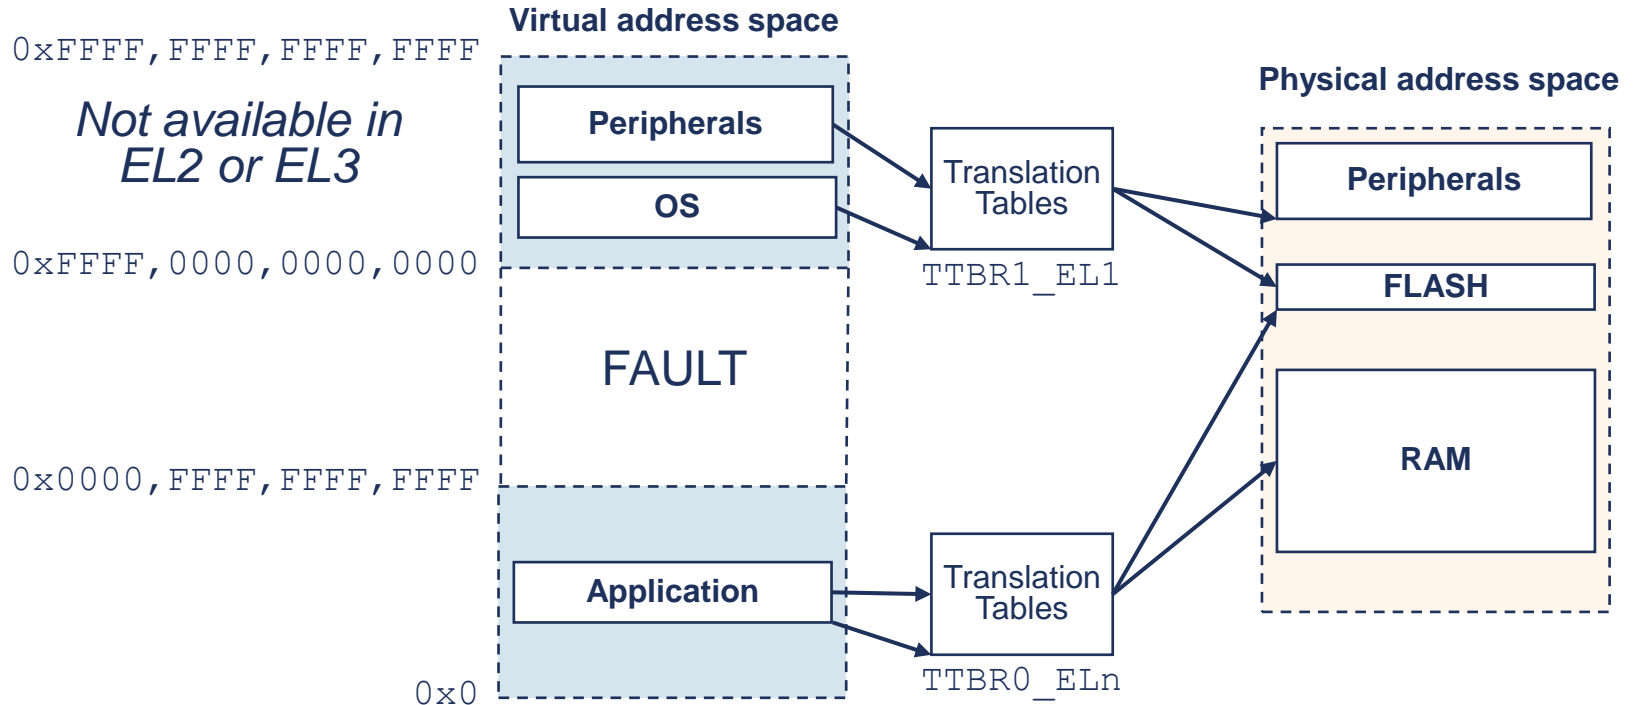 Virtual address space
0xFFFF,FFFF,FFFF,FFFF
Not available in
EL2 or EL3
Peripherals
OS
0xFFFF,0000,0000,0000
FAULT
0x0000,FFFF,FFFF,FFFF
Application
0x0
Translation
Tables
TTBR1_EL1
Translation
Tables
TTBR0_ELn
Physical address space
Peripherals
FLASH
RAM